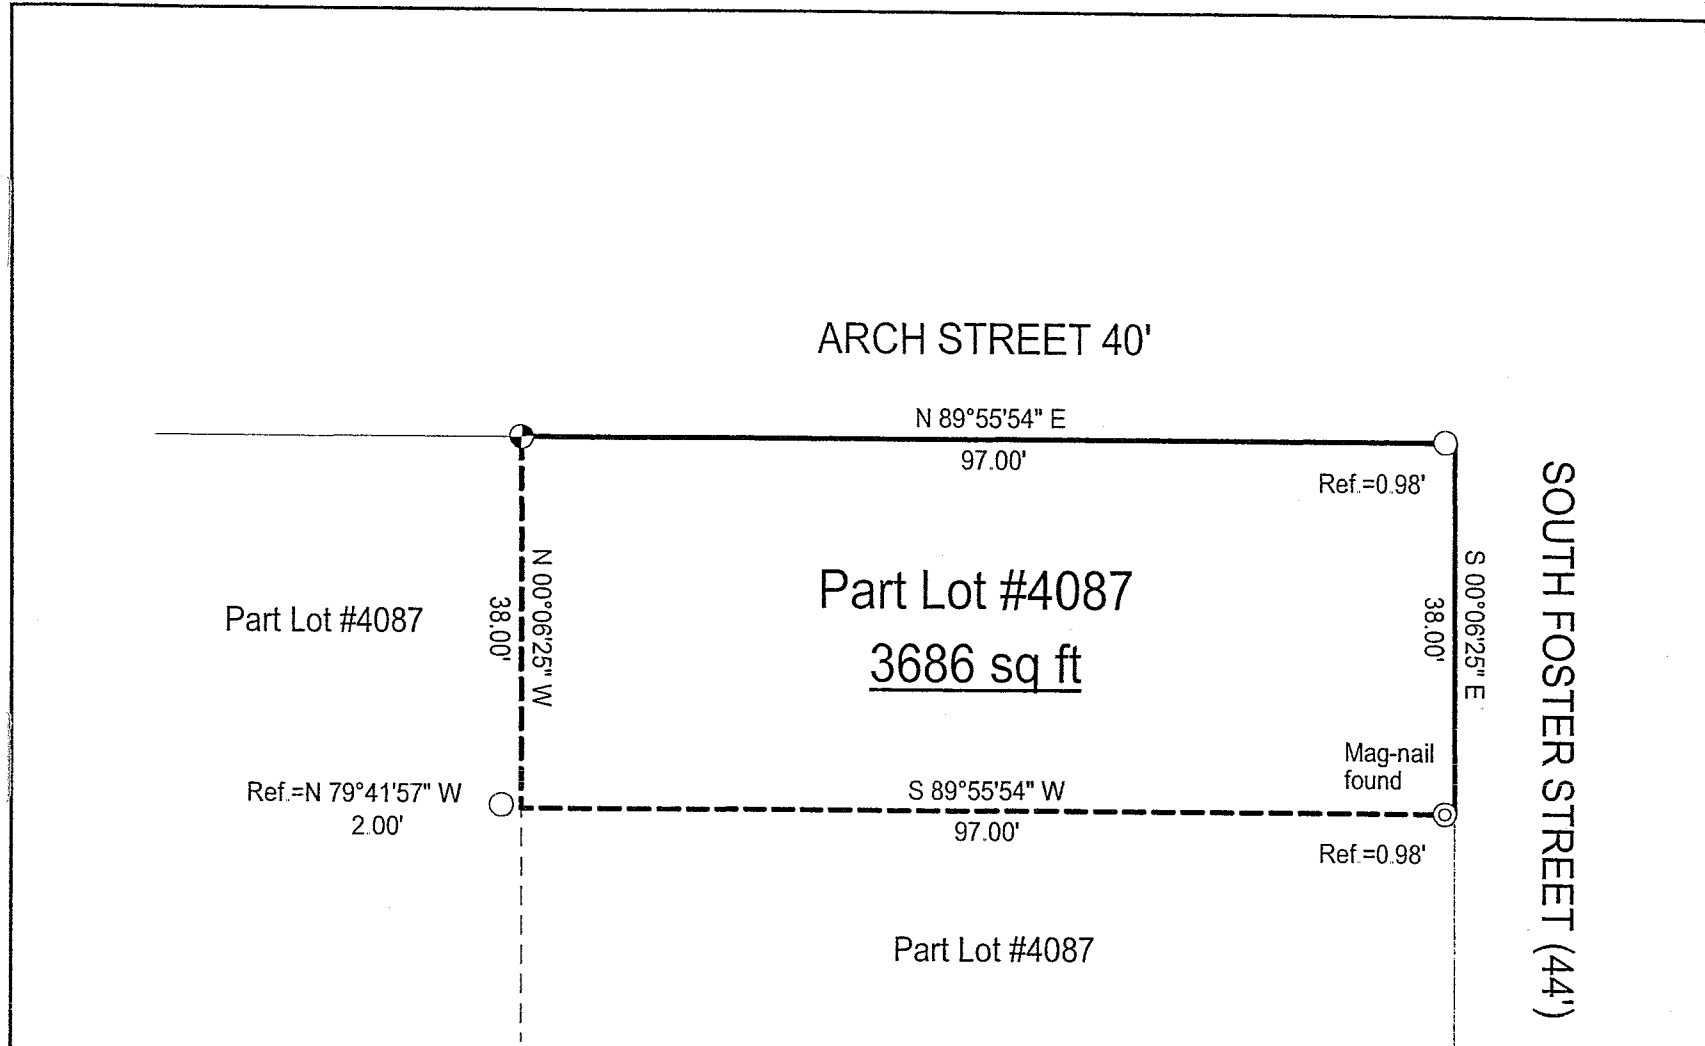 ARCH STREET 40'
N 89°55'54" E
97.00'
Ref.=0.98'
SOUTH FOSTER STREET (44')
N 00°06'25" W
38.00'
Part Lot #4087
Part Lot #4087
3686 sq ft
S 00°06'25" E
38.00'
Mag-nail
found
Ref.=N 79°41'57" W
2.00'
S 89°55'54" W
97.00'
Ref.=0.98'
Part Lot #4087